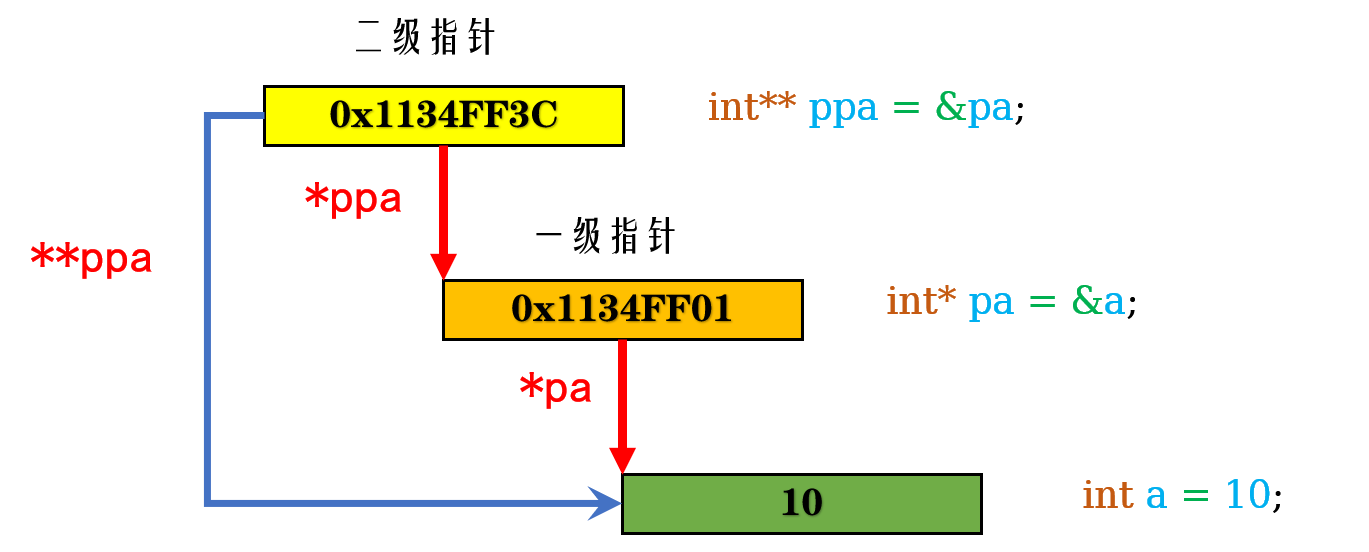 二级指针
0x1134FF3C
int** ppa = &pa;
*ppa
**ppa
一级指针
0x1134FF01
int* pa = &a;
*pa
10
int a = 10;